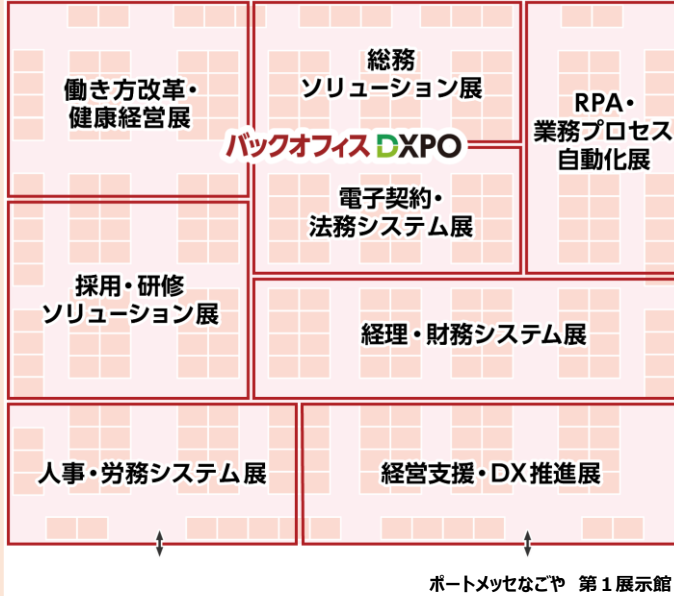 働き方改革・
健康経営展
総務
ソリューション展
RPA・
業務プロセス
自動化展
バックオフィス DXPO
電子契約・
法務システム展
採用・研修
ソリューション展
経理・財務システム展
人事・労務システム展
経営支援・DX推進展
ポートメッセなごや 第1展示館